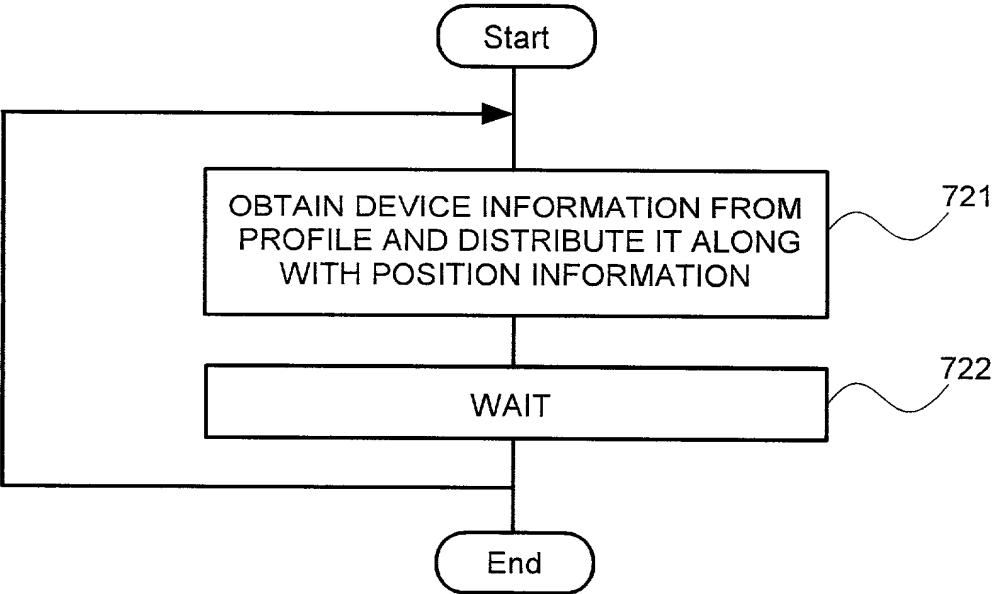 Start
OBTAIN DEVICE INFORMATION FROM
PROFILE AND DISTRIBUTE IT ALONG
WITH POSITION INFORMATION
721
WAIT
722
End